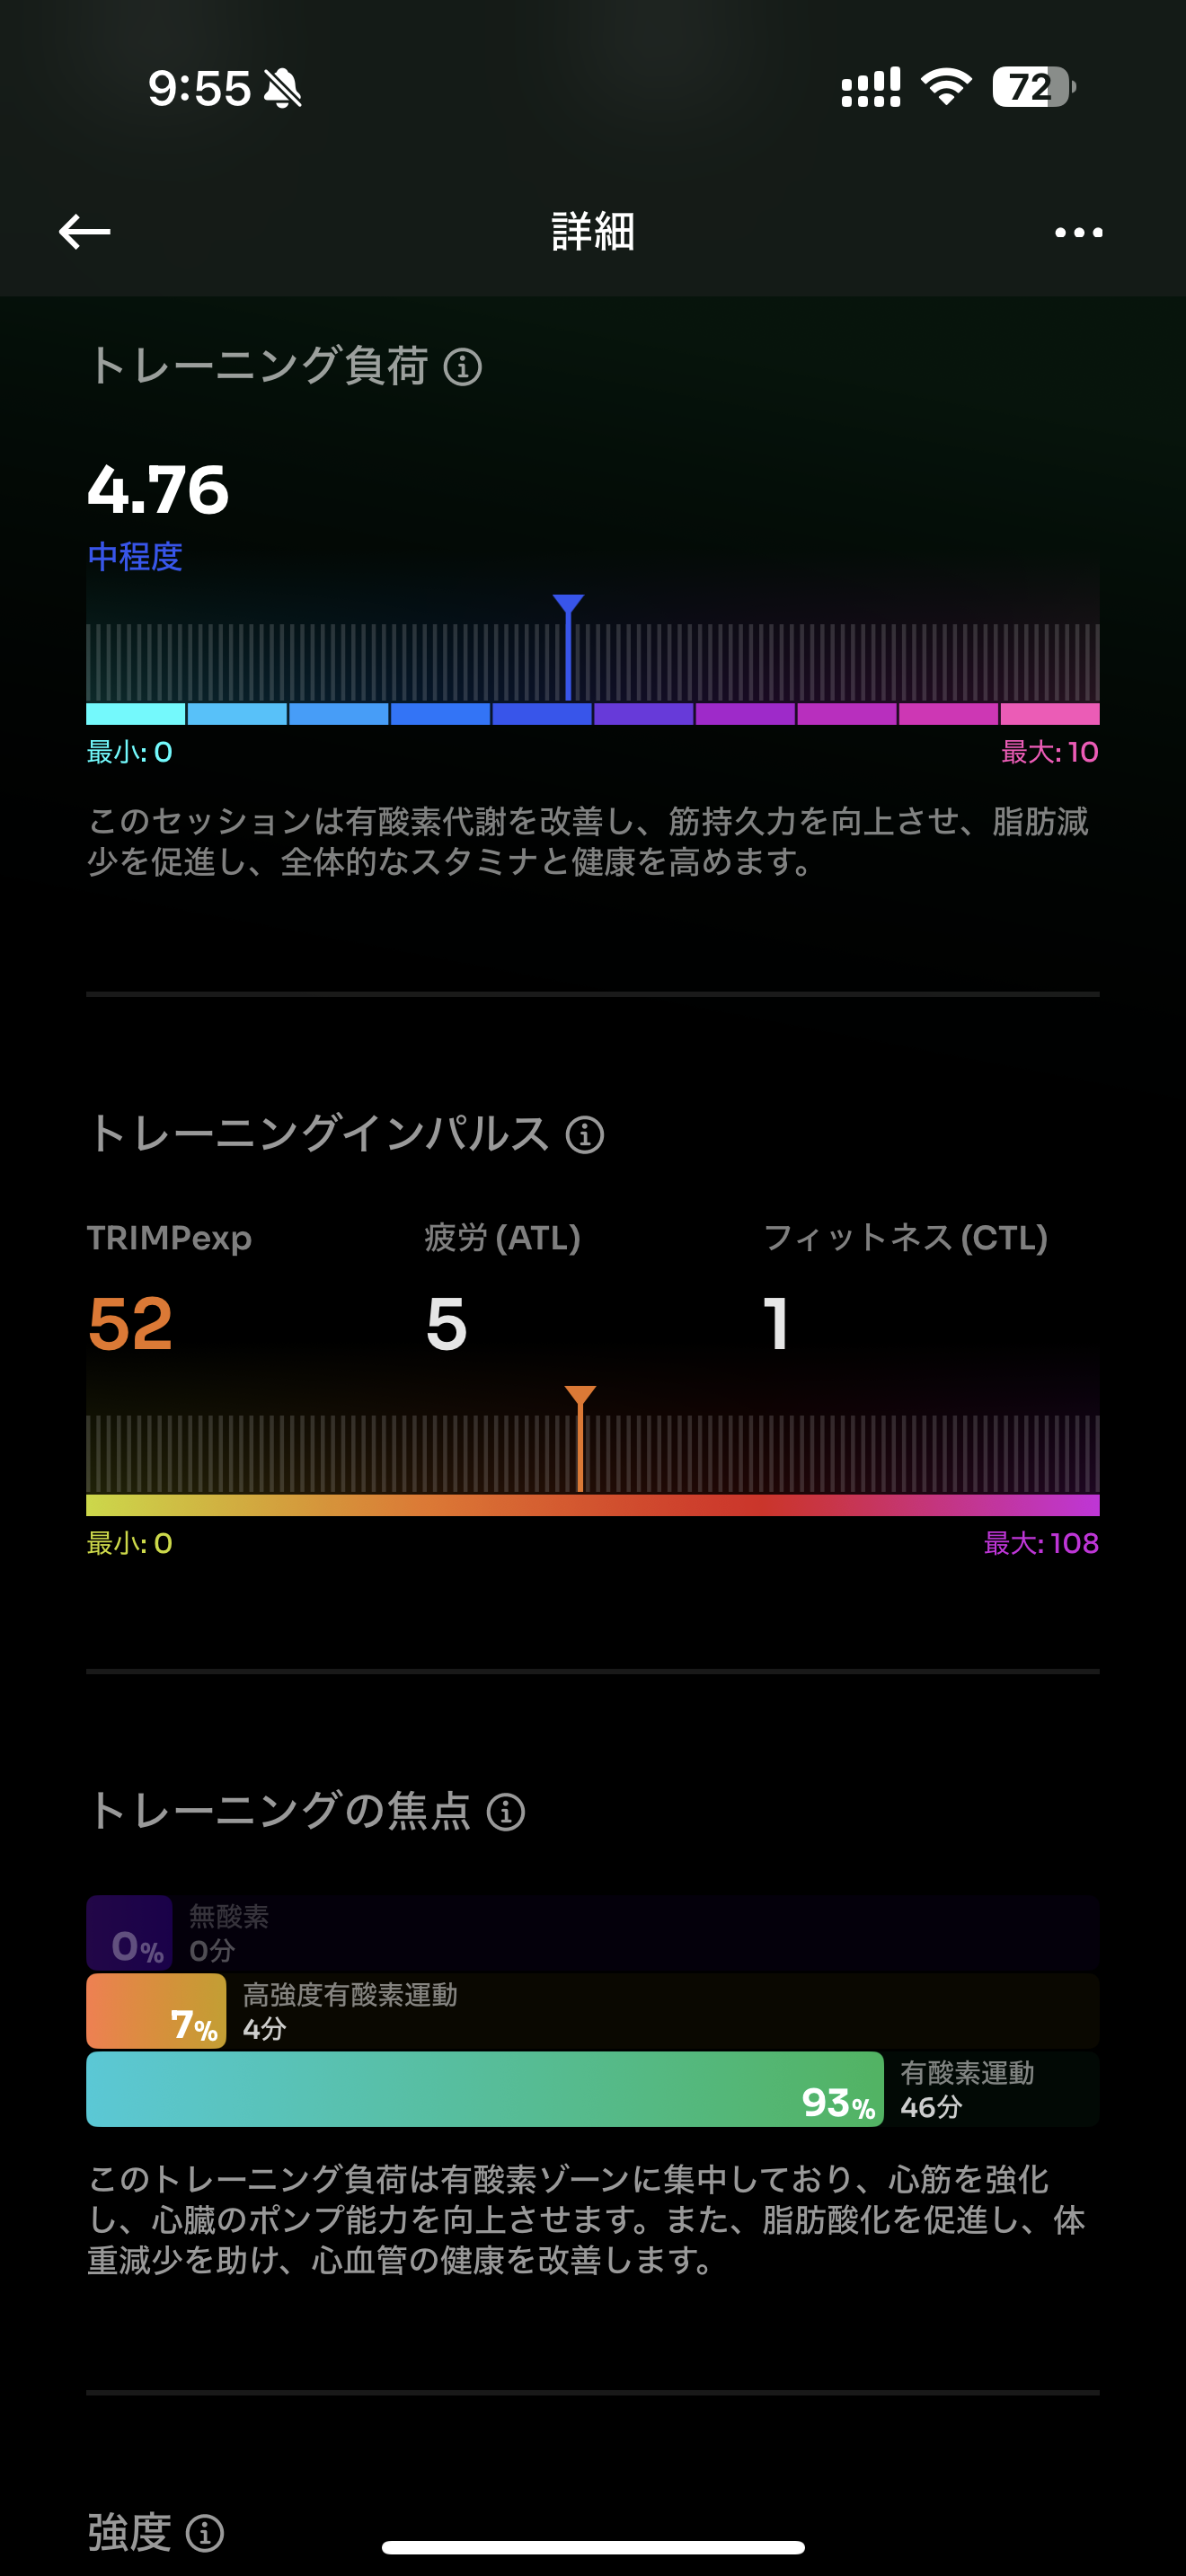 9:55
72
詳細
トレーニング負荷
4.76
中程度
最小: 0
最大: 10
このセッションは有酸素代謝を改善し、筋持久力を向上させ、脂肪減
少を促進し、全体的なスタミナと健康を高めます。
トレーニングインパルス
TRIMPexp
疲労 (ATL)
フィットネス (CTL)
52
5
1
最小: 0
最大: 108
トレーニングの焦点
0%
無酸素
0分
7%
高強度有酸素運動
4分
93%
有酸素運動
46分
このトレーニング負荷は有酸素ゾーンに集中しており、心筋を強化
し、心臓のポンプ能力を向上させます。また、脂肪酸化を促進し、体
重減少を助け、心血管の健康を改善します。
強度